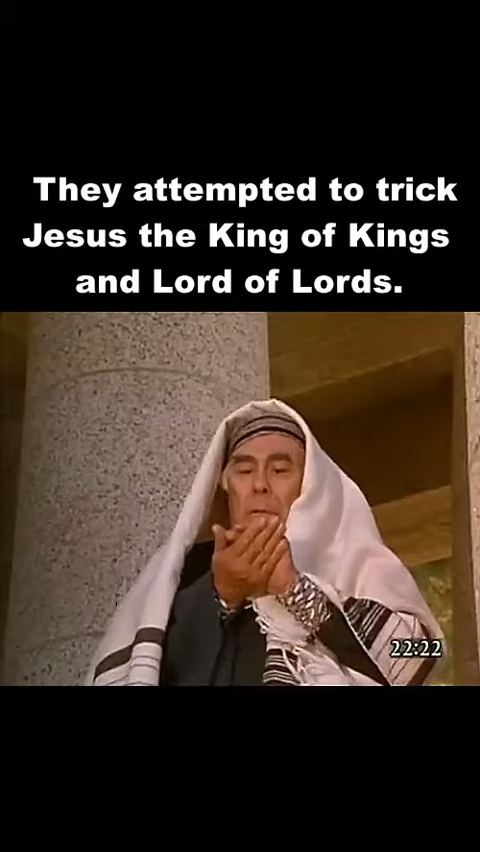 They attempted to trick
Jesus the King of Kings
and Lord of Lords.
22:22